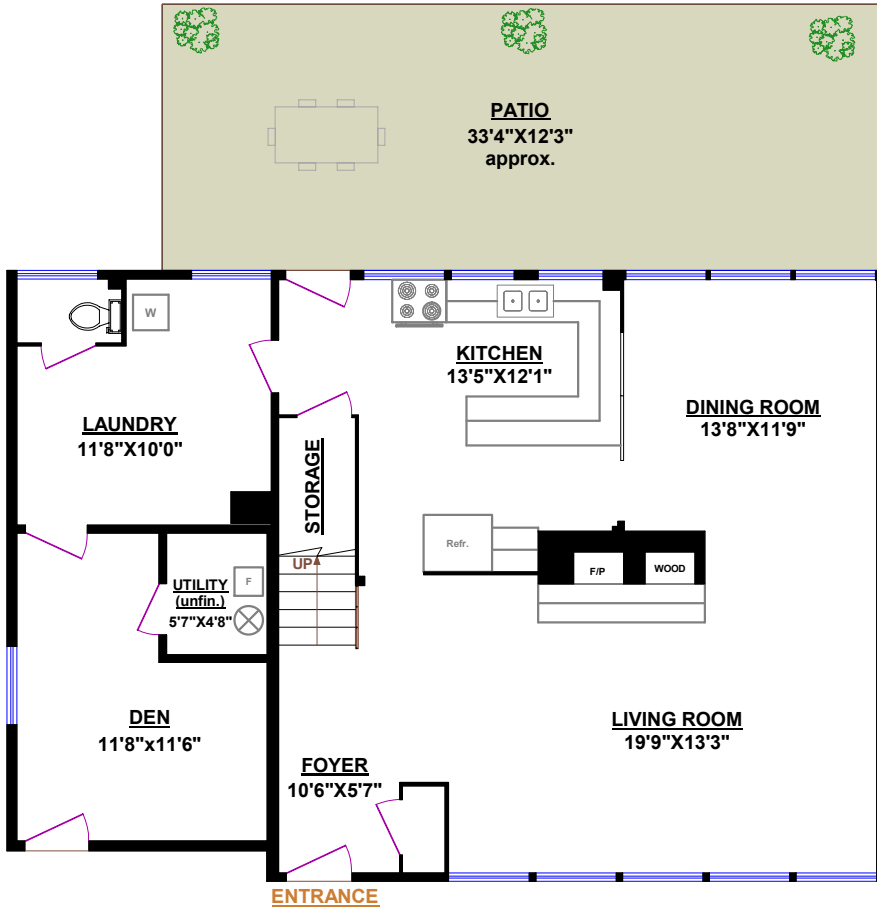 PATIO
33'4"X12'3"
approx.
W
KITCHEN
13'5"X12'1"
DINING ROOM
13'8"X11'9"
LAUNDRY
11'8"X10'0"
STORAGE
Refr.
F/P
WOOD
UP
UTILITY
(unfin.)
5'7"X4'8"
F
DEN
11'8"x11'6"
LIVING ROOM
19'9"X13'3"
FOYER
10'6"X5'7"
ENTRANCE